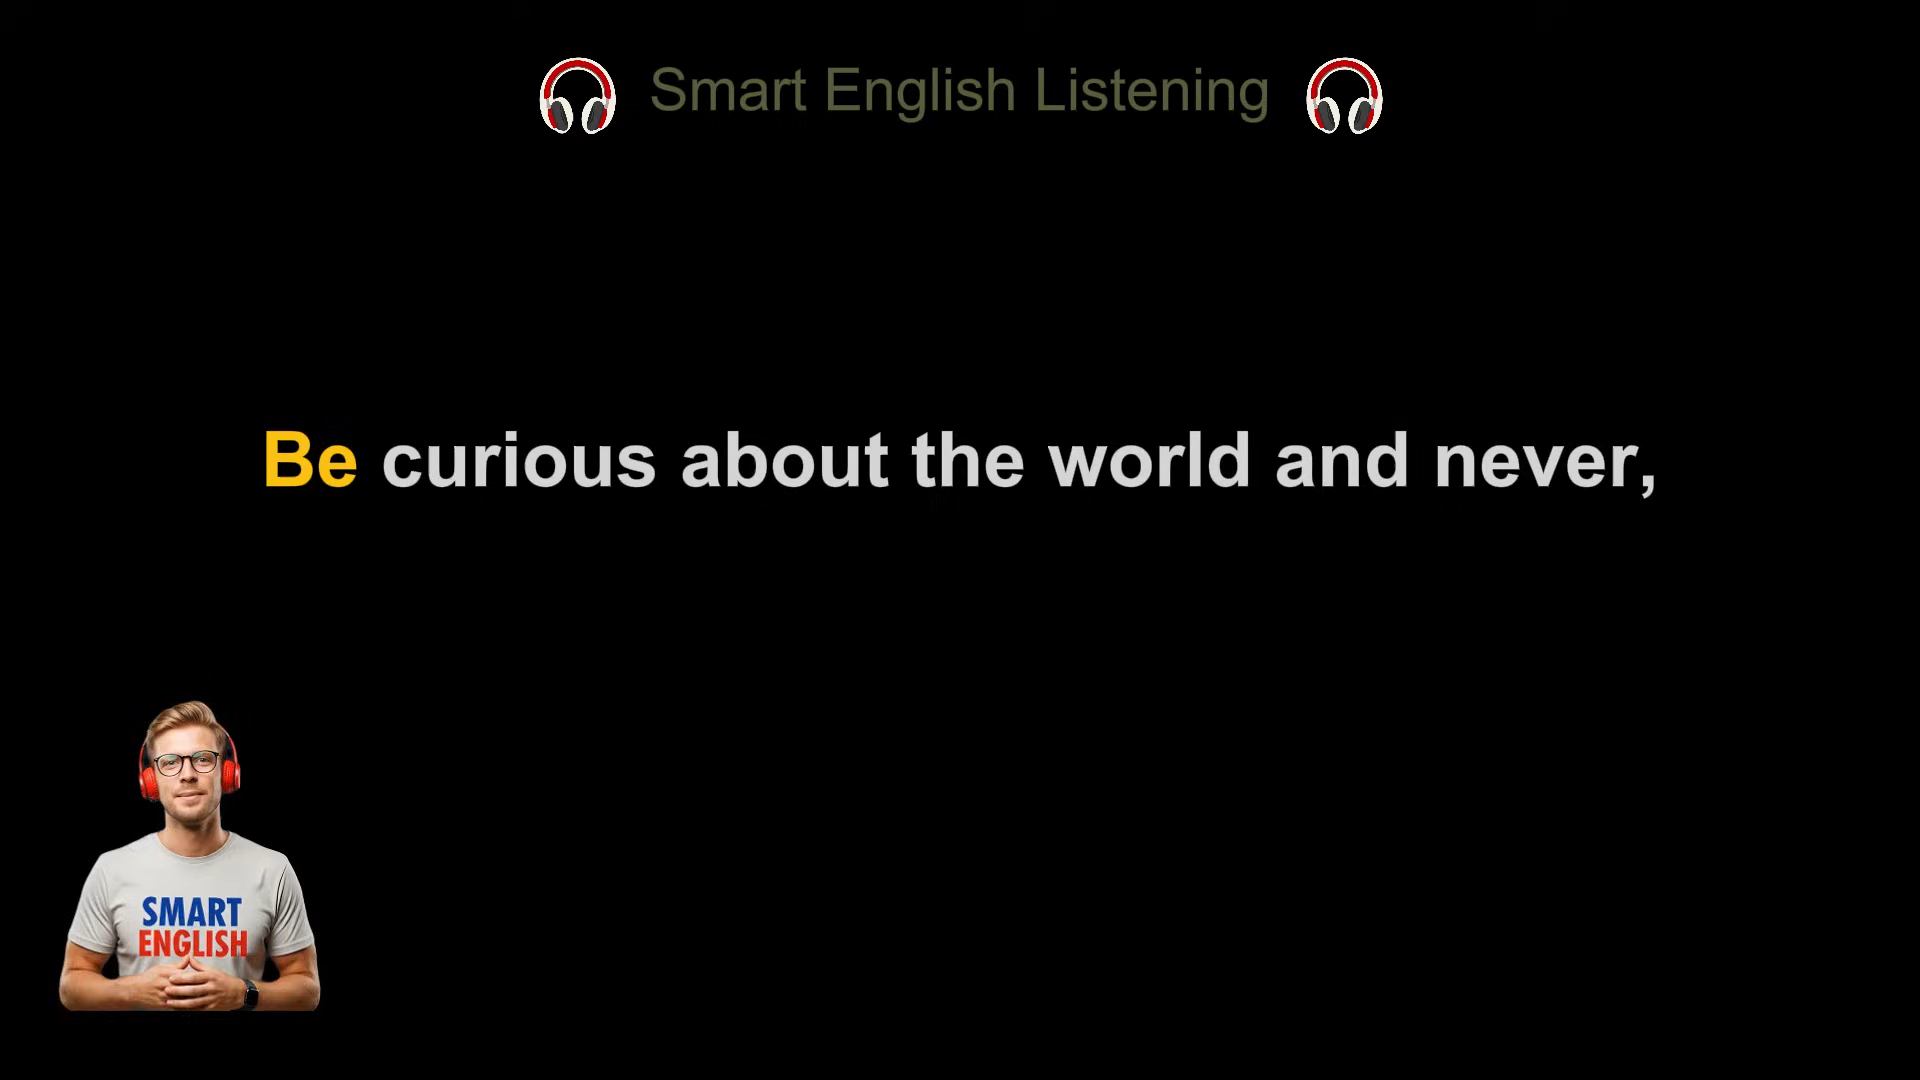 Smart English Listening
Be curious about the world and never,
SMART
ENGLISH